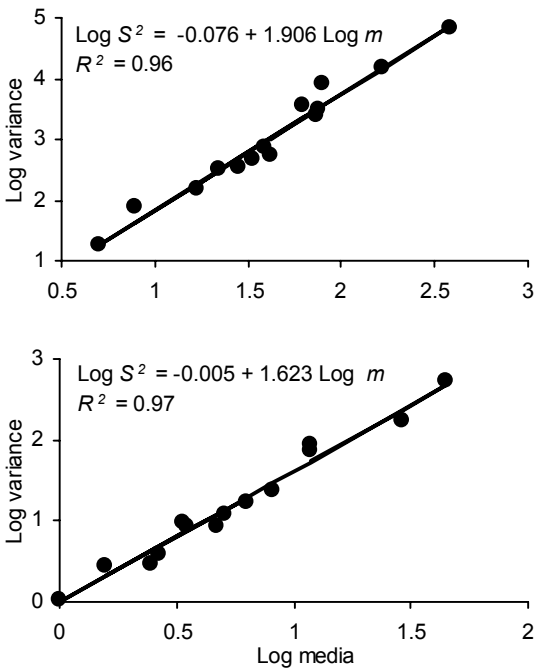 5
Log S² = -0.076 + 1.906 Log m
R² = 0.96
4
3
2
1
Log variance
0.5 1 1.5 2 2.5 3
3
Log S² = -0.005 + 1.623 Log m
R² = 0.97
2
1
0
Log variance
0 0.5 1 1.5 2
Log media